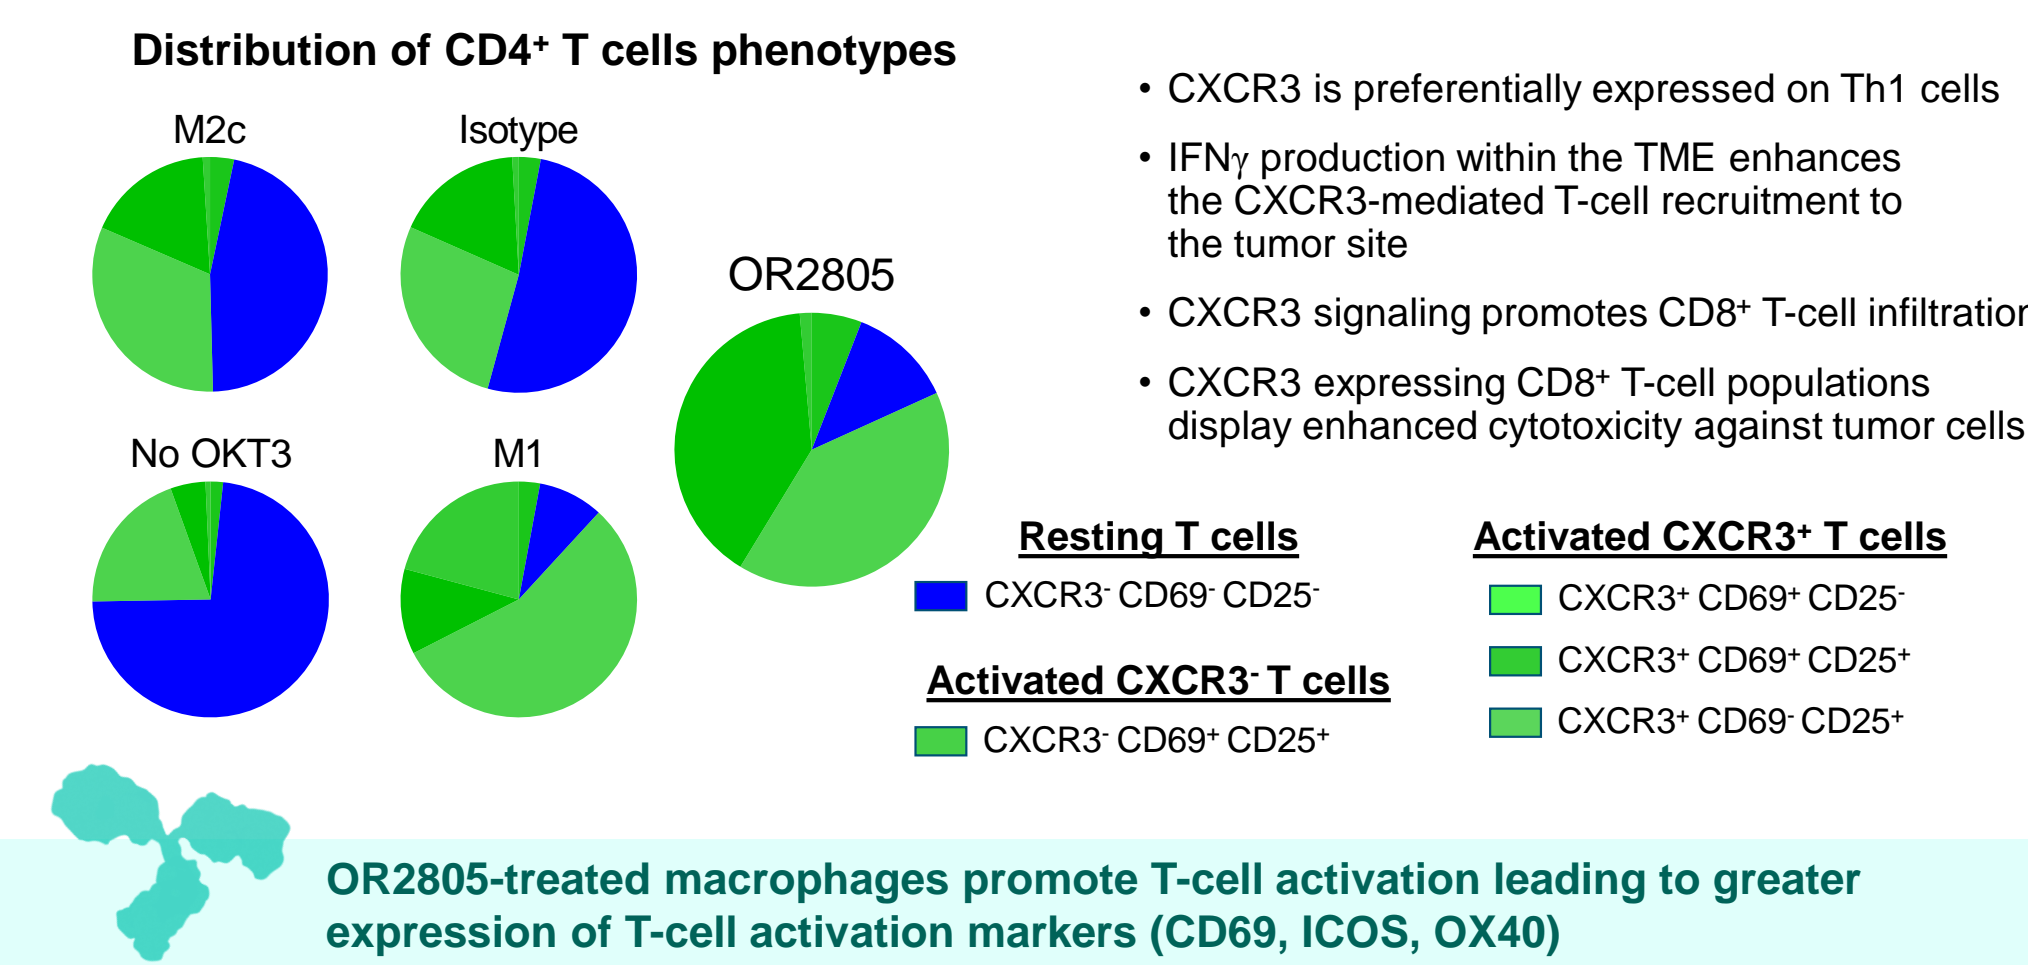 Distribution of CD4⁺ T cells phenotypes
M2c
Isotype
OR2805
No OKT3
M1
• CXCR3 is preferentially expressed on Th1 cells
• IFNγ production within the TME enhances
the CXCR3-mediated T-cell recruitment to
the tumor site
• CXCR3 signaling promotes CD8⁺ T-cell infiltration
• CXCR3 expressing CD8⁺ T-cell populations
display enhanced cytotoxicity against tumor cells
Resting T cells
CXCR3⁻ CD69⁻ CD25⁻
Activated CXCR3⁻ T cells
CXCR3⁻ CD69⁺ CD25⁺
Activated CXCR3⁺ T cells
CXCR3⁺ CD69⁺ CD25⁻
CXCR3⁺ CD69⁺ CD25⁺
CXCR3⁺ CD69⁻ CD25⁺
OR2805-treated macrophages promote T-cell activation leading to greater
expression of T-cell activation markers (CD69, ICOS, OX40)